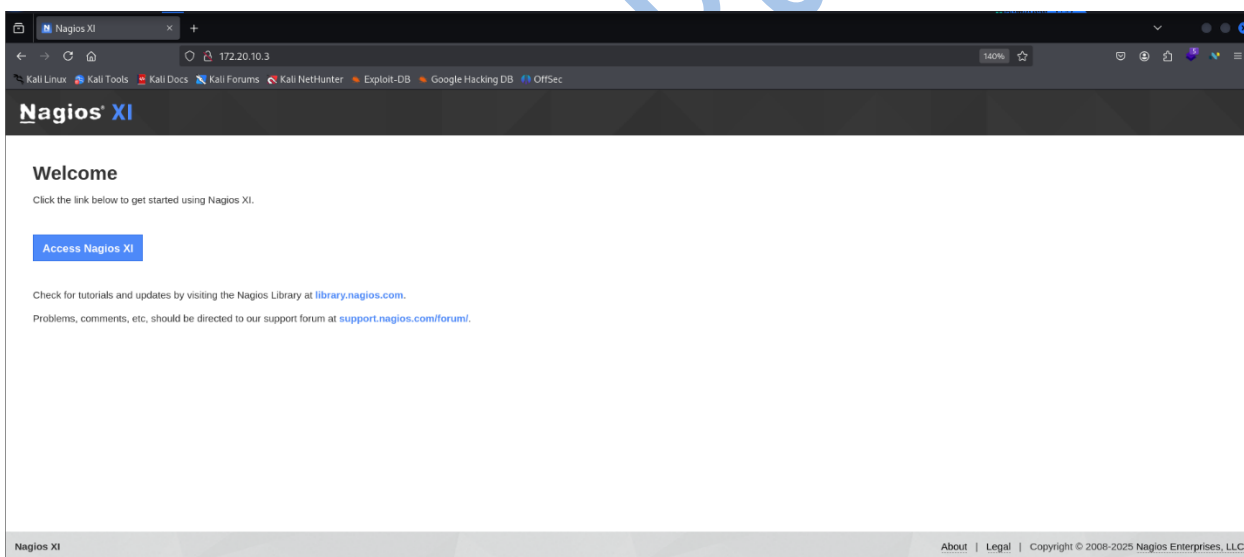 Nagios XI
172.20.10.3
140%
Kali Linux Kali Tools Kali Docs Kali Forums Kali NetHunter Exploit-DB Google Hacking DB OffSec
Nagios® XI
Welcome
Click the link below to get started using Nagios XI.
Access Nagios XI
Check for tutorials and updates by visiting the Nagios Library at library.nagios.com.
Problems, comments, etc, should be directed to our support forum at support.nagios.com/forum/.
Nagios XI About | Legal | Copyright © 2008-2025 Nagios Enterprises, LLC